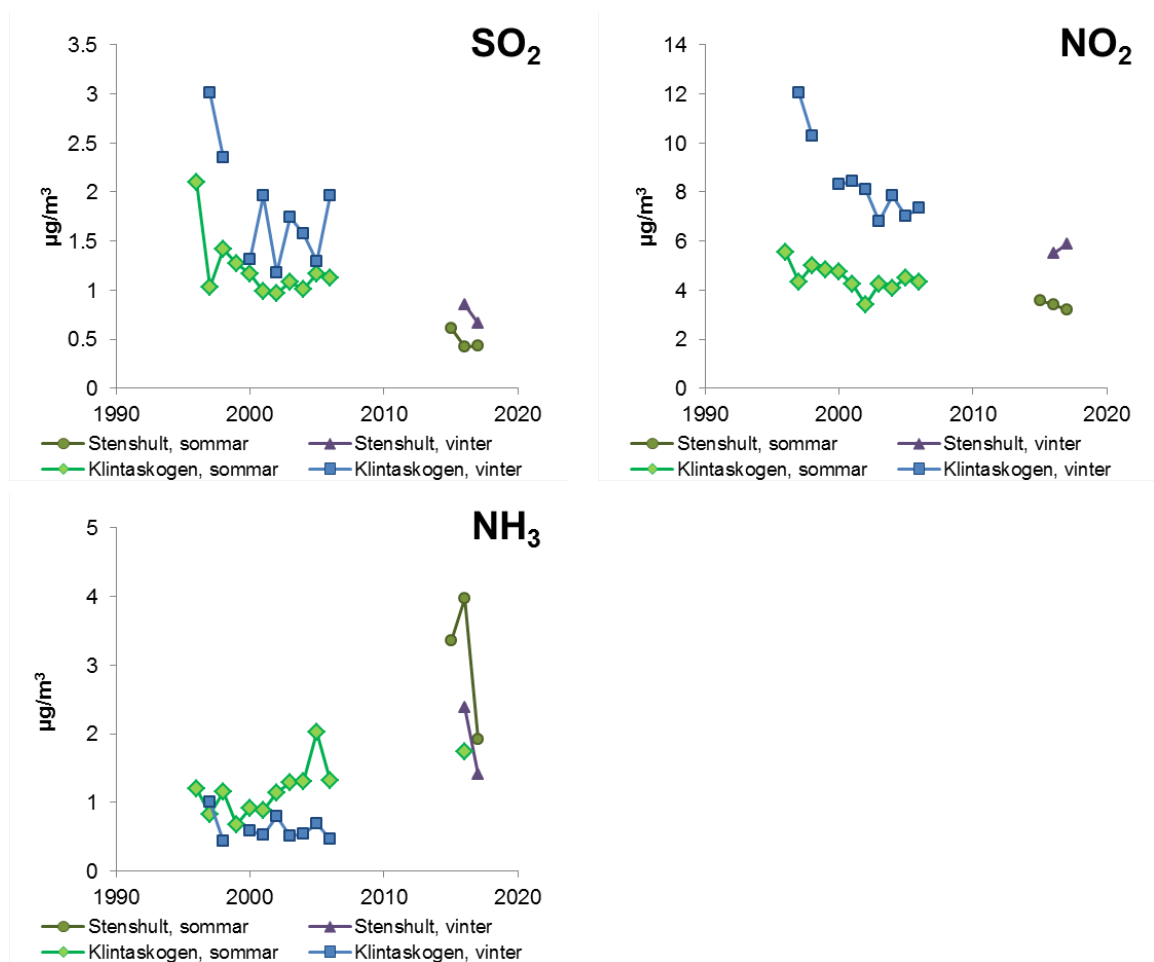 SO₂
3.5
3
2.5
2
1.5
1
0.5
0
µg/m³
1990 2000 2010 2020
Stenshult, sommar Stenshult, vinter
Klintaskogen, sommar Klintaskogen, vinter
NO₂
14
12
10
8
6
4
2
0
µg/m³
1990 2000 2010 2020
Stenshult, sommar Stenshult, vinter
Klintaskogen, sommar Klintaskogen, vinter
NH₃
5
4
3
2
1
0
µg/m³
1990 2000 2010 2020
Stenshult, sommar Stenshult, vinter
Klintaskogen, sommar Klintaskogen, vinter